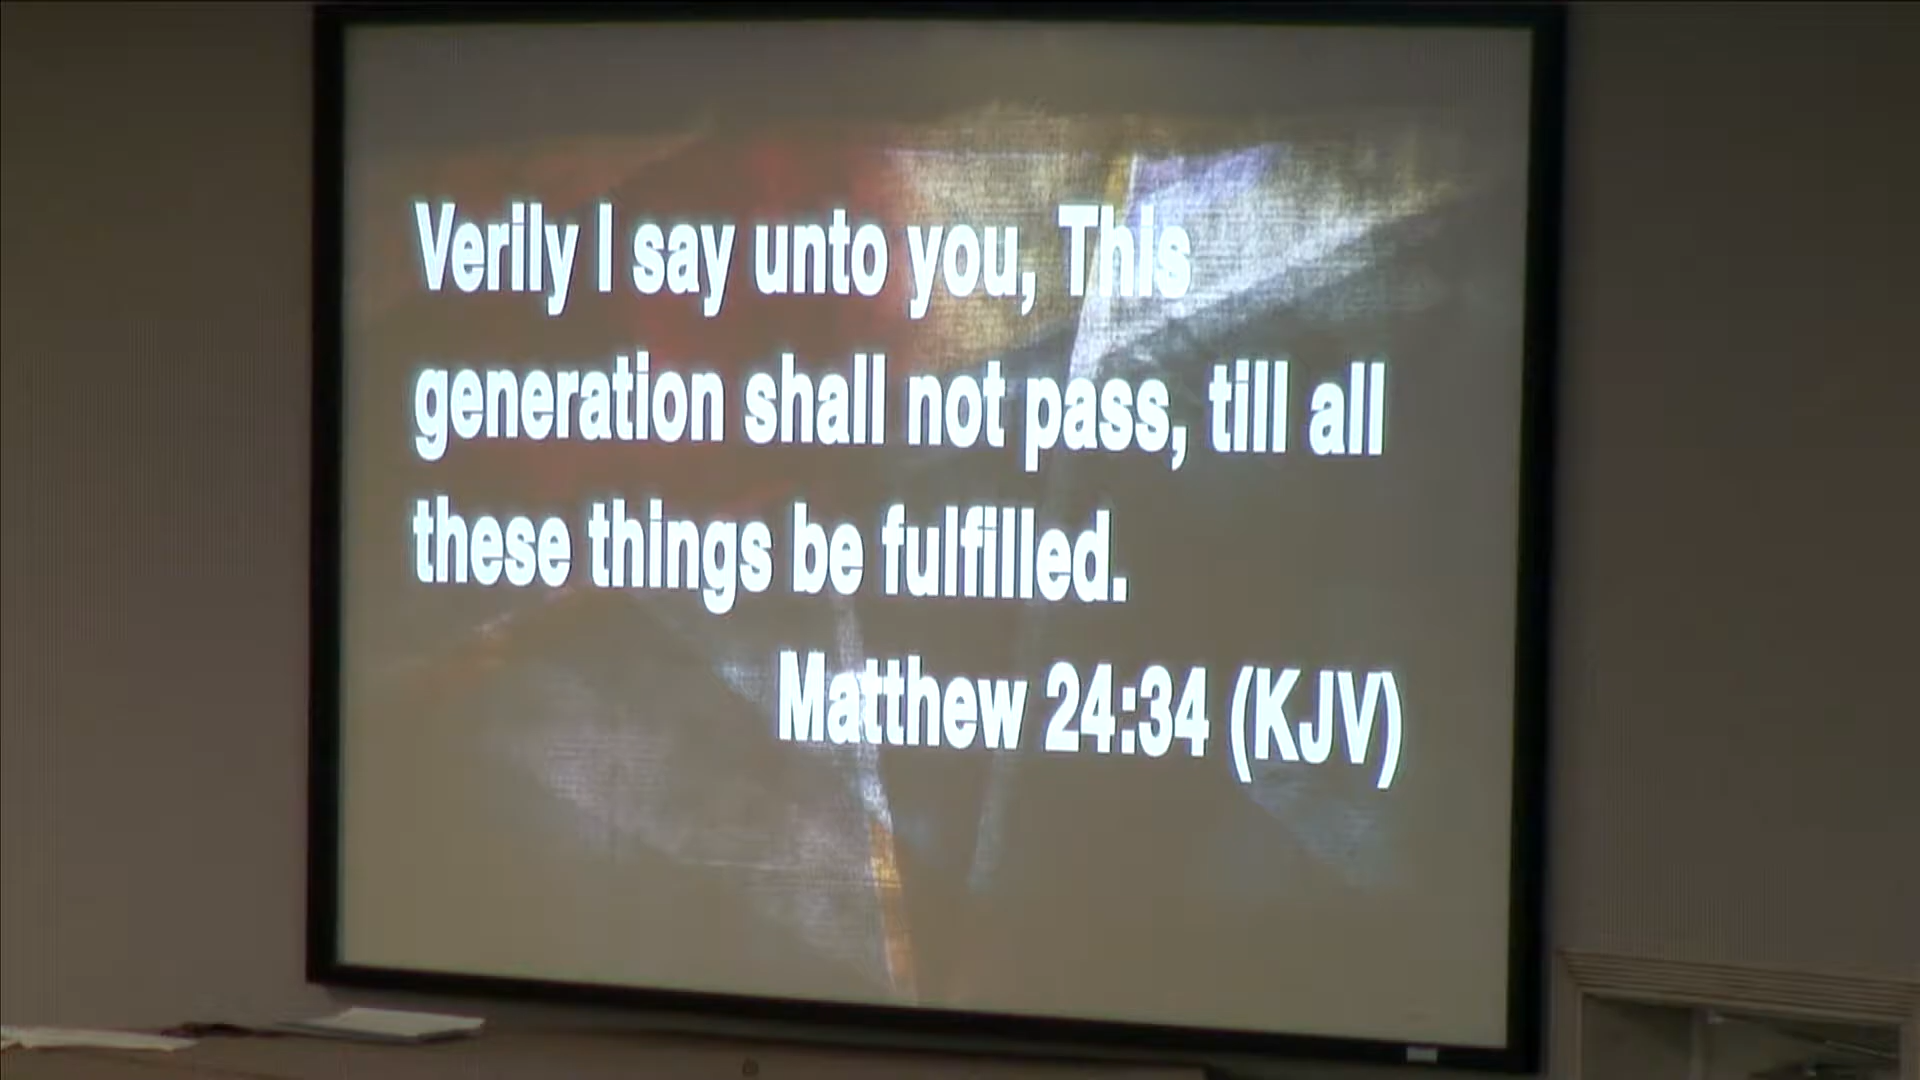 Verily I say unto you, This
generation shall not pass, till all
these things be fulfilled.
Matthew 24:34 (KJV)